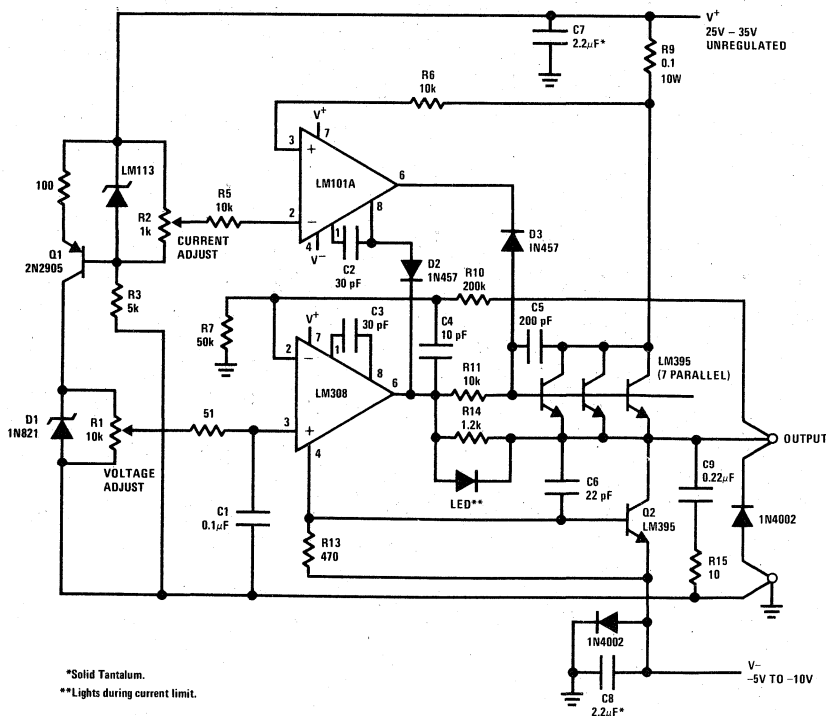 V+
25V – 35V
UNREGULATED
C7
2.2μF*
R9
0.1
10W
R6
10k
V+
7
3
+
LM101A
6
8
2
–
4
V–
1
C2
30 pF
100
LM113
R2
1k
CURRENT
ADJUST
R5
10k
Q1
2N2905
R3
5k
D2
1N457
D3
IN457
R10
200k
R7
50k
V+
7
C3
30 pF
1
8
C4
10 pF
C5
200 pF
2
–
LM308
6
3
+
4
R11
10k
R14
1.2k
LED**
LM395
(7 PARALLEL)
D1
1N821
R1
10k
VOLTAGE
ADJUST
51
C1
0.1μF
R13
470
C6
22 pF
Q2
LM395
C9
0.22μF
R15
10
OUTPUT
1N4002
1N4002
C8
2.2μF*
V–
–5V TO –10V
*Solid Tantalum.
**Lights during current limit.